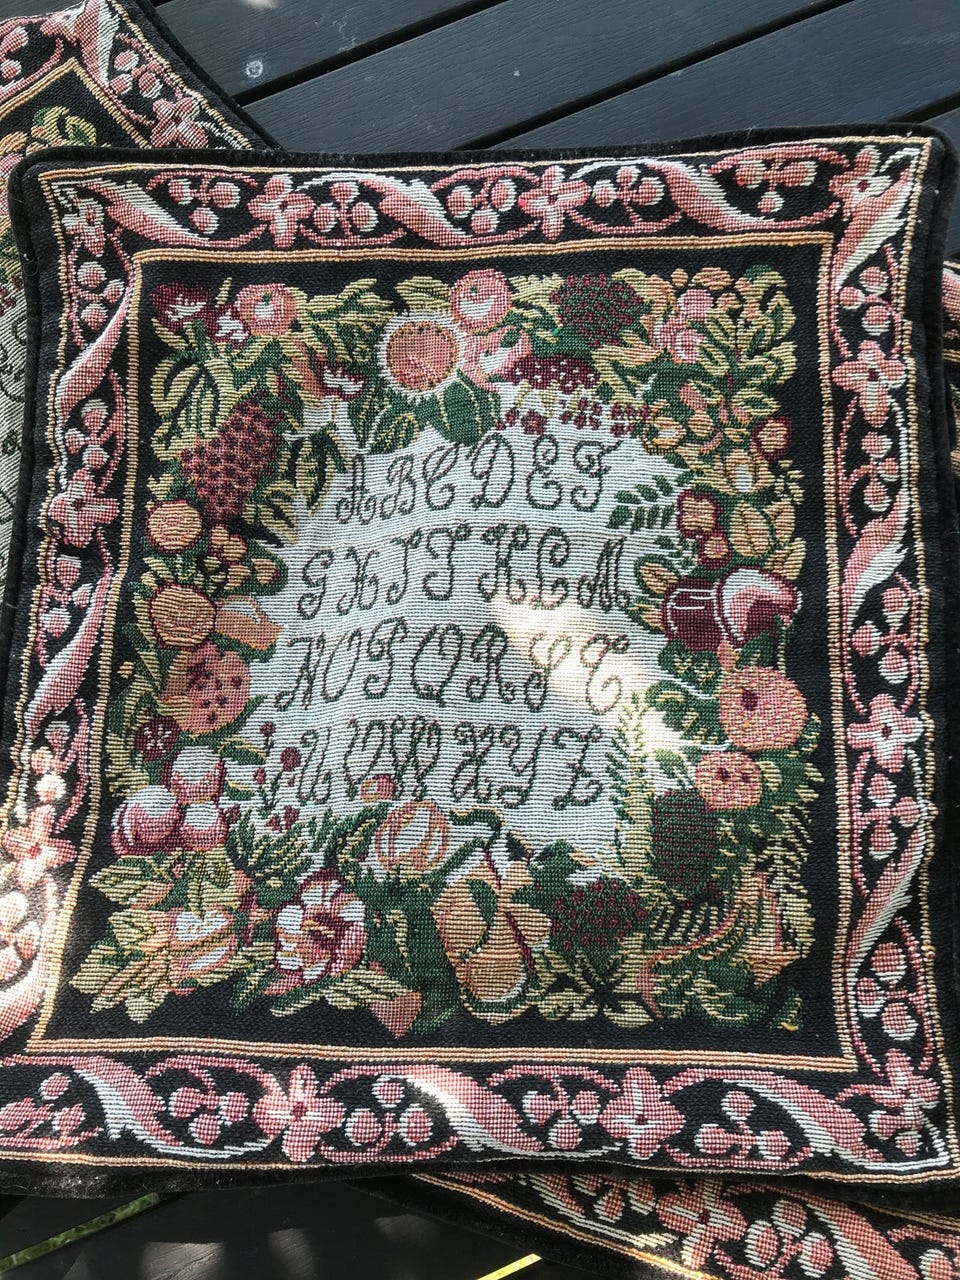 ABCDEF
GHIJKLM
NOPQRST
UVWXYZ